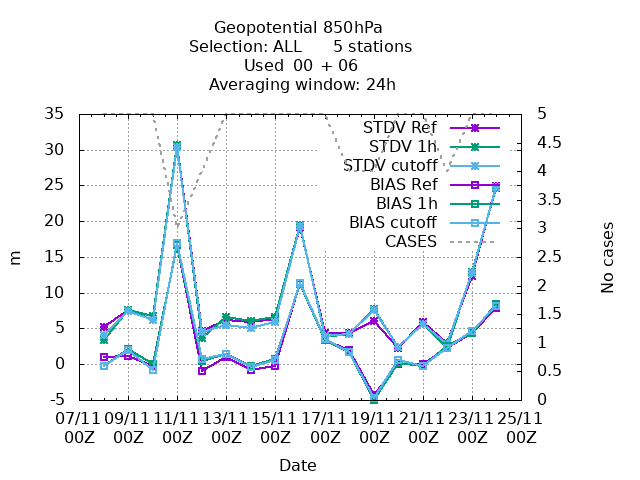 Geopotential 850hPa
Selection: ALL 5 stations
Used 00 + 06
Averaging window: 24h
35 5
30 4.5
25 4
20 3.5
15 3
10 2.5
5 2
0 1.5
-5 1
0.5
0
m
No cases
STDV Ref
STDV 1h
STDV cutoff
BIAS Ref
BIAS 1h
BIAS cutoff
CASES
07/11 09/11 11/11 13/11 15/11 17/11 19/11 21/11 23/11 25/11
00Z 00Z 00Z 00Z 00Z 00Z 00Z 00Z 00Z 00Z
Date